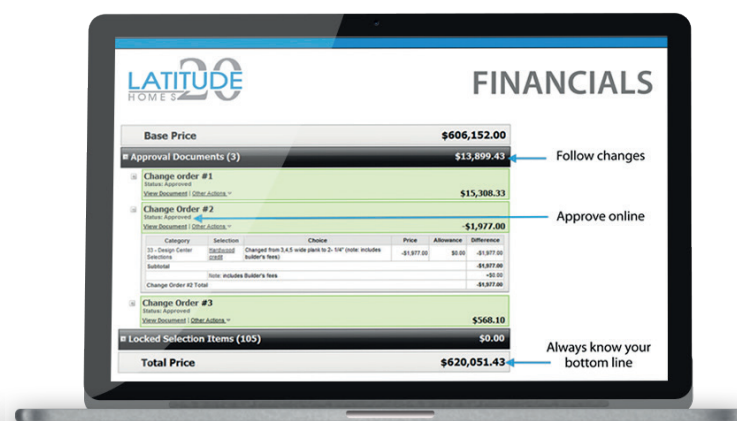 LATITUDE 20
HOMES
FINANCIALS
Base Price $606,152.00
Approval Documents (3) $13,899.43
Follow changes
Change order #1
Status: Approved
View Document | Other Actions
$15,308.33
Change Order #2
Status: Approved
Approve online
View Document | Other Actions
-$1,977.00
Category Selection Choice Price Allowance Difference
33 - Design Center Selections Hardwood credit Changed from 3,4,5 wide plank to 2- 1/4" (note: includes builder's fees) -$1,977.00 $0.00 -$1,977.00
Subtotal -$1,977.00
Note: includes Builder's fees +$0.00
Change Order #2 Total -$1,977.00
Change Order #3
Status: Approved
View Document | Other Actions
$568.10
Locked Selection Items (105) $0.00
Always know your
bottom line
Total Price $620,051.43